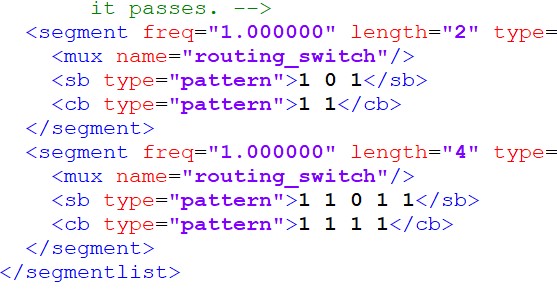 it passes. -->
<segment freq="1.000000" length="2" type=
<mux name="routing_switch"/>
<sb type="pattern">1 0 1</sb>
<cb type="pattern">1 1</cb>
</segment>
<segment freq="1.000000" length="4" type=
<mux name="routing_switch"/>
<sb type="pattern">1 1 0 1 1</sb>
<cb type="pattern">1 1 1 1</cb>
</segment>
</segmentlist>